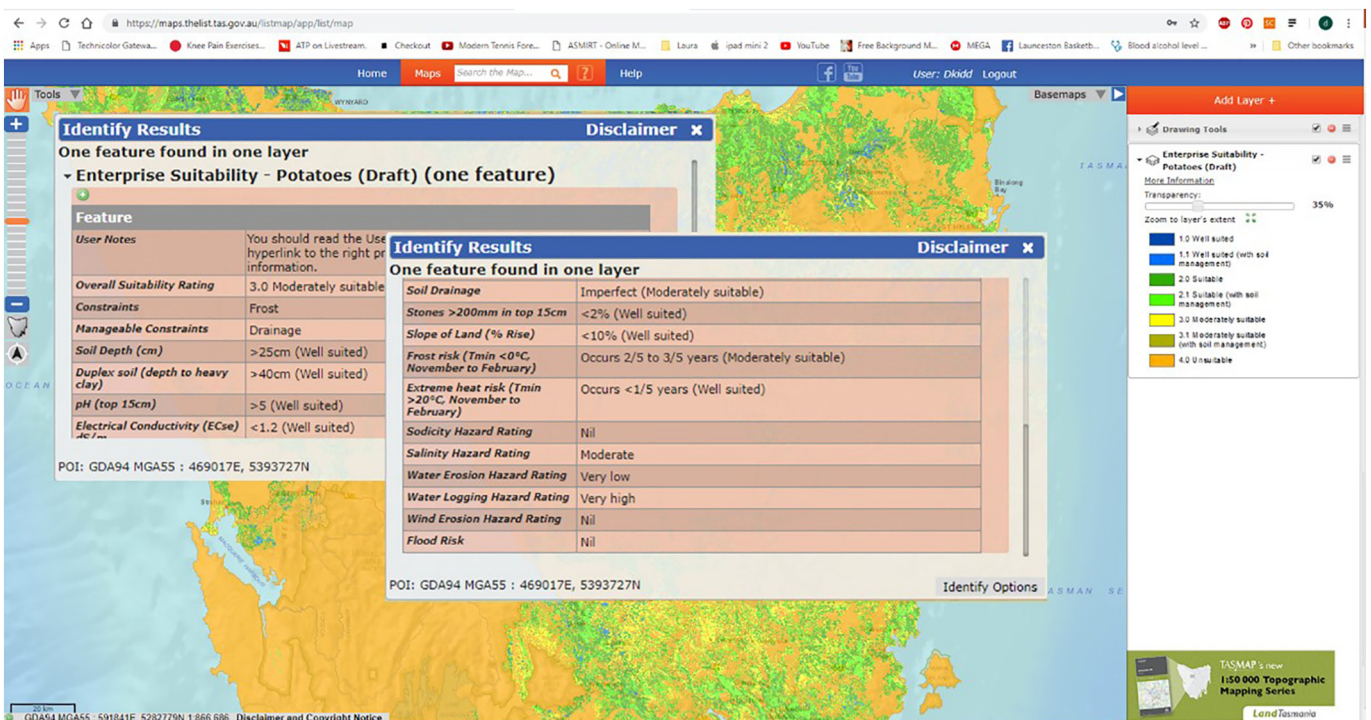 https://maps.thelist.tas.gov.au/listmap/app/list/map
Apps Technicolor Gatewa... Knee Pain Exercises... ATP on Livestream. Checkout Modern Tennis Fore... ASMIRT - Online M... Laura ipad mini 2 YouTube Free Background M... MEGA Launceston Basketb... Blood alcohol level ... » Other bookmarks
Home Maps Search the Map... ? Help f You Tube User: Dkidd Logout
Tools
WYNYARD
Basemaps
Add Layer +
Identify Results Disclaimer ×
One feature found in one layer
Enterprise Suitability - Potatoes (Draft) (one feature)
Feature
User Notes You should read the Use
hyperlink to the right pr
information.
Overall Suitability Rating 3.0 Moderately suitable
Constraints Frost
Manageable Constraints Drainage
Soil Depth (cm) >25cm (Well suited)
Duplex soil (depth to heavy
clay) >40cm (Well suited)
pH (top 15cm) >5 (Well suited)
Electrical Conductivity (ECse)
dS/m <1.2 (Well suited)
POI: GDA94 MGA55 : 469017E, 5393727N
Identify Results Disclaimer ×
One feature found in one layer
Soil Drainage Imperfect (Moderately suitable)
Stones >200mm in top 15cm <2% (Well suited)
Slope of Land (% Rise) <10% (Well suited)
Frost risk (Tmin <0°C,
November to February) Occurs 2/5 to 3/5 years (Moderately suitable)
Extreme heat risk (Tmin
>20°C, November to
February) Occurs <1/5 years (Well suited)
Sodicity Hazard Rating Nil
Salinity Hazard Rating Moderate
Water Erosion Hazard Rating Very low
Water Logging Hazard Rating Very high
Wind Erosion Hazard Rating Nil
Flood Risk Nil
POI: GDA94 MGA55 : 469017E, 5393727N
Identify Options
Drawing Tools
Enterprise Suitability -
Potatoes (Draft)
More Information
Transparency:
35%
Zoom to layer's extent
1.0 Well suited
1.1 Well suited (with soil
management)
2.0 Suitable
2.1 Suitable (with soil
management)
3.0 Moderately suitable
3.1 Moderately suitable
(with soil management)
4.0 Unsuitable
TASMA
Binalong
Bay
OCEAN
MACQUARIE HARBOUR
ASMAN SE
TASMAP's new
1:50 000 Topographic
Mapping Series
Land Tasmania
20 km
GDA94 MGA55 : 591841E, 5282779N 1:866 686 Disclaimer and Copyright Notice